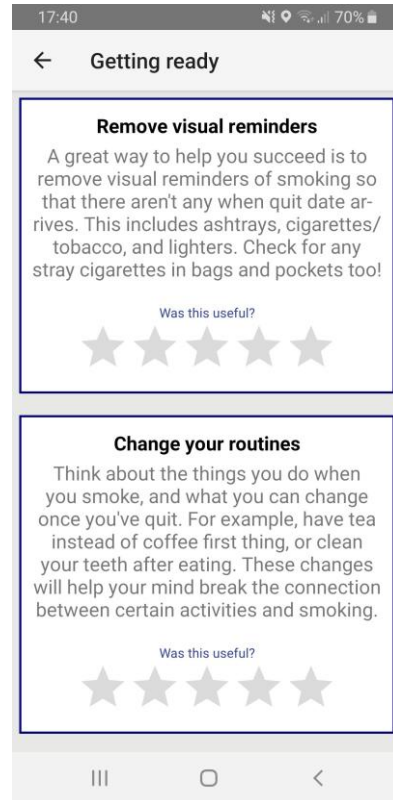 17:40 70%
Getting ready
Remove visual reminders
A great way to help you succeed is to
remove visual reminders of smoking so
that there aren't any when quit date ar-
rives. This includes ashtrays, cigarettes/
tobacco, and lighters. Check for any
stray cigarettes in bags and pockets too!
Was this useful?
Change your routines
Think about the things you do when
you smoke, and what you can change
once you've quit. For example, have tea
instead of coffee first thing, or clean
your teeth after eating. These changes
will help your mind break the connection
between certain activities and smoking.
Was this useful?